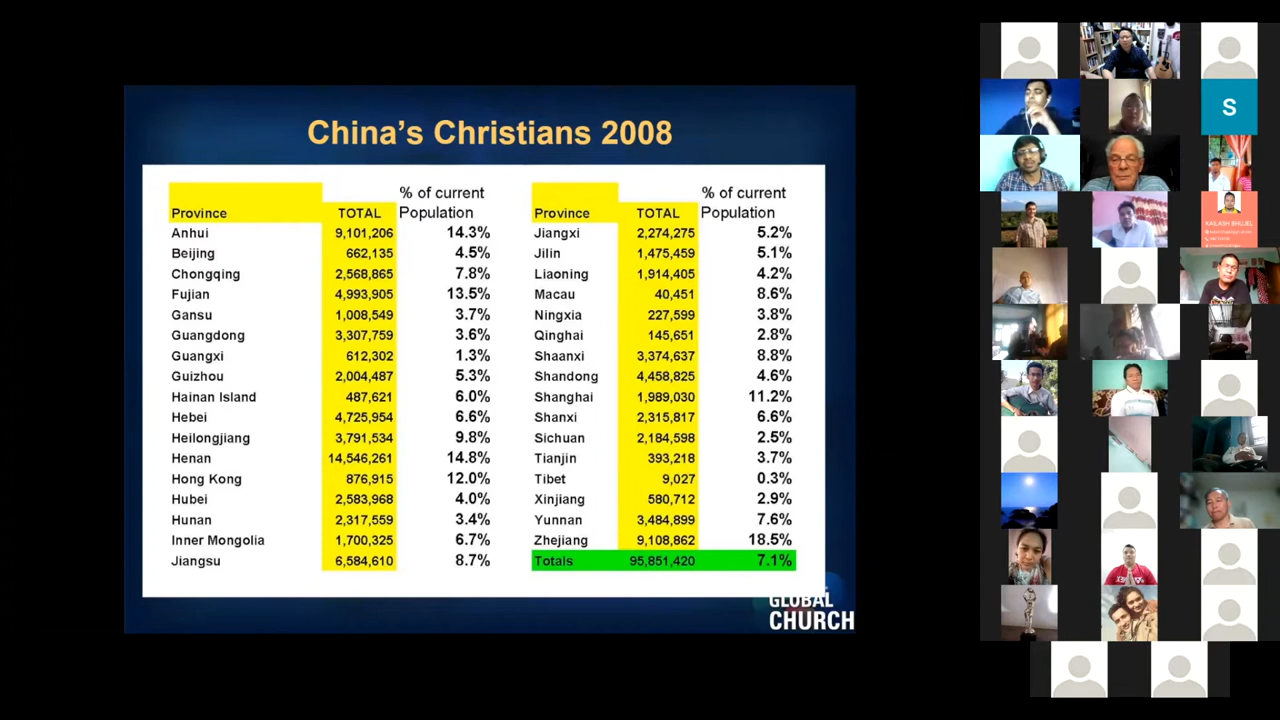 China's Christians 2008
% of current % of current
Province TOTAL Population Province TOTAL Population
Anhui 9,101,206 14.3% Jiangxi 2,274,275 5.2%
Beijing 662,135 4.5% Jilin 1,475,459 5.1%
Chongqing 2,568,865 7.8% Liaoning 1,914,405 4.2%
Fujian 4,993,905 13.5% Macau 40,451 8.6%
Gansu 1,008,549 3.7% Ningxia 227,599 3.8%
Guangdong 3,307,759 3.6% Qinghai 145,651 2.8%
Guangxi 612,302 1.3% Shaanxi 3,374,637 8.8%
Guizhou 2,004,487 5.3% Shandong 4,458,825 4.6%
Hainan Island 487,621 6.0% Shanghai 1,989,030 11.2%
Hebei 4,725,954 6.6% Shanxi 2,315,817 6.6%
Heilongjiang 3,791,534 9.8% Sichuan 2,184,598 2.5%
Henan 14,546,261 14.8% Tianjin 393,218 3.7%
Hong Kong 876,915 12.0% Tibet 9,027 0.3%
Hubei 2,583,968 4.0% Xinjiang 580,712 2.9%
Hunan 2,317,559 3.4% Yunnan 3,484,899 7.6%
Inner Mongolia 1,700,325 6.7% Zhejiang 9,108,862 18.5%
Jiangsu 6,584,610 8.7% Totals 95,851,420 7.1%
GLOBAL
CHURCH
S
KAILASH BHUJEL